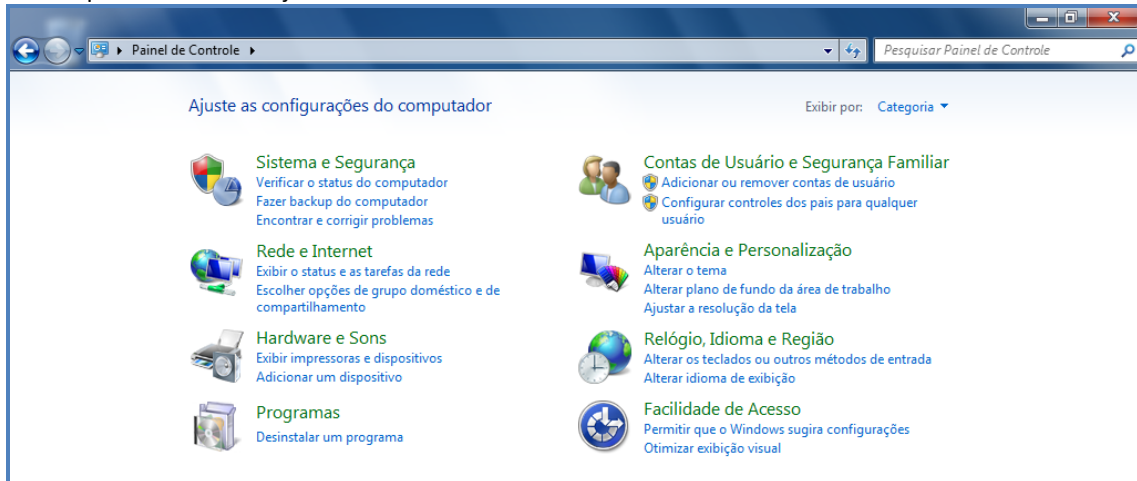 Painel de Controle
Pesquisar Painel de Controle
Ajuste as configurações do computador
Exibir por: Categoria
Sistema e Segurança
Verificar o status do computador
Fazer backup do computador
Encontrar e corrigir problemas
Rede e Internet
Exibir o status e as tarefas da rede
Escolher opções de grupo doméstico e de
compartilhamento
Hardware e Sons
Exibir impressoras e dispositivos
Adicionar um dispositivo
Programas
Desinstalar um programa
Contas de Usuário e Segurança Familiar
Adicionar ou remover contas de usuário
Configurar controles dos pais para qualquer
usuário
Aparência e Personalização
Alterar o tema
Alterar plano de fundo da área de trabalho
Ajustar a resolução da tela
Relógio, Idioma e Região
Alterar os teclados ou outros métodos de entrada
Alterar idioma de exibição
Facilidade de Acesso
Permitir que o Windows sugira configurações
Otimizar exibição visual